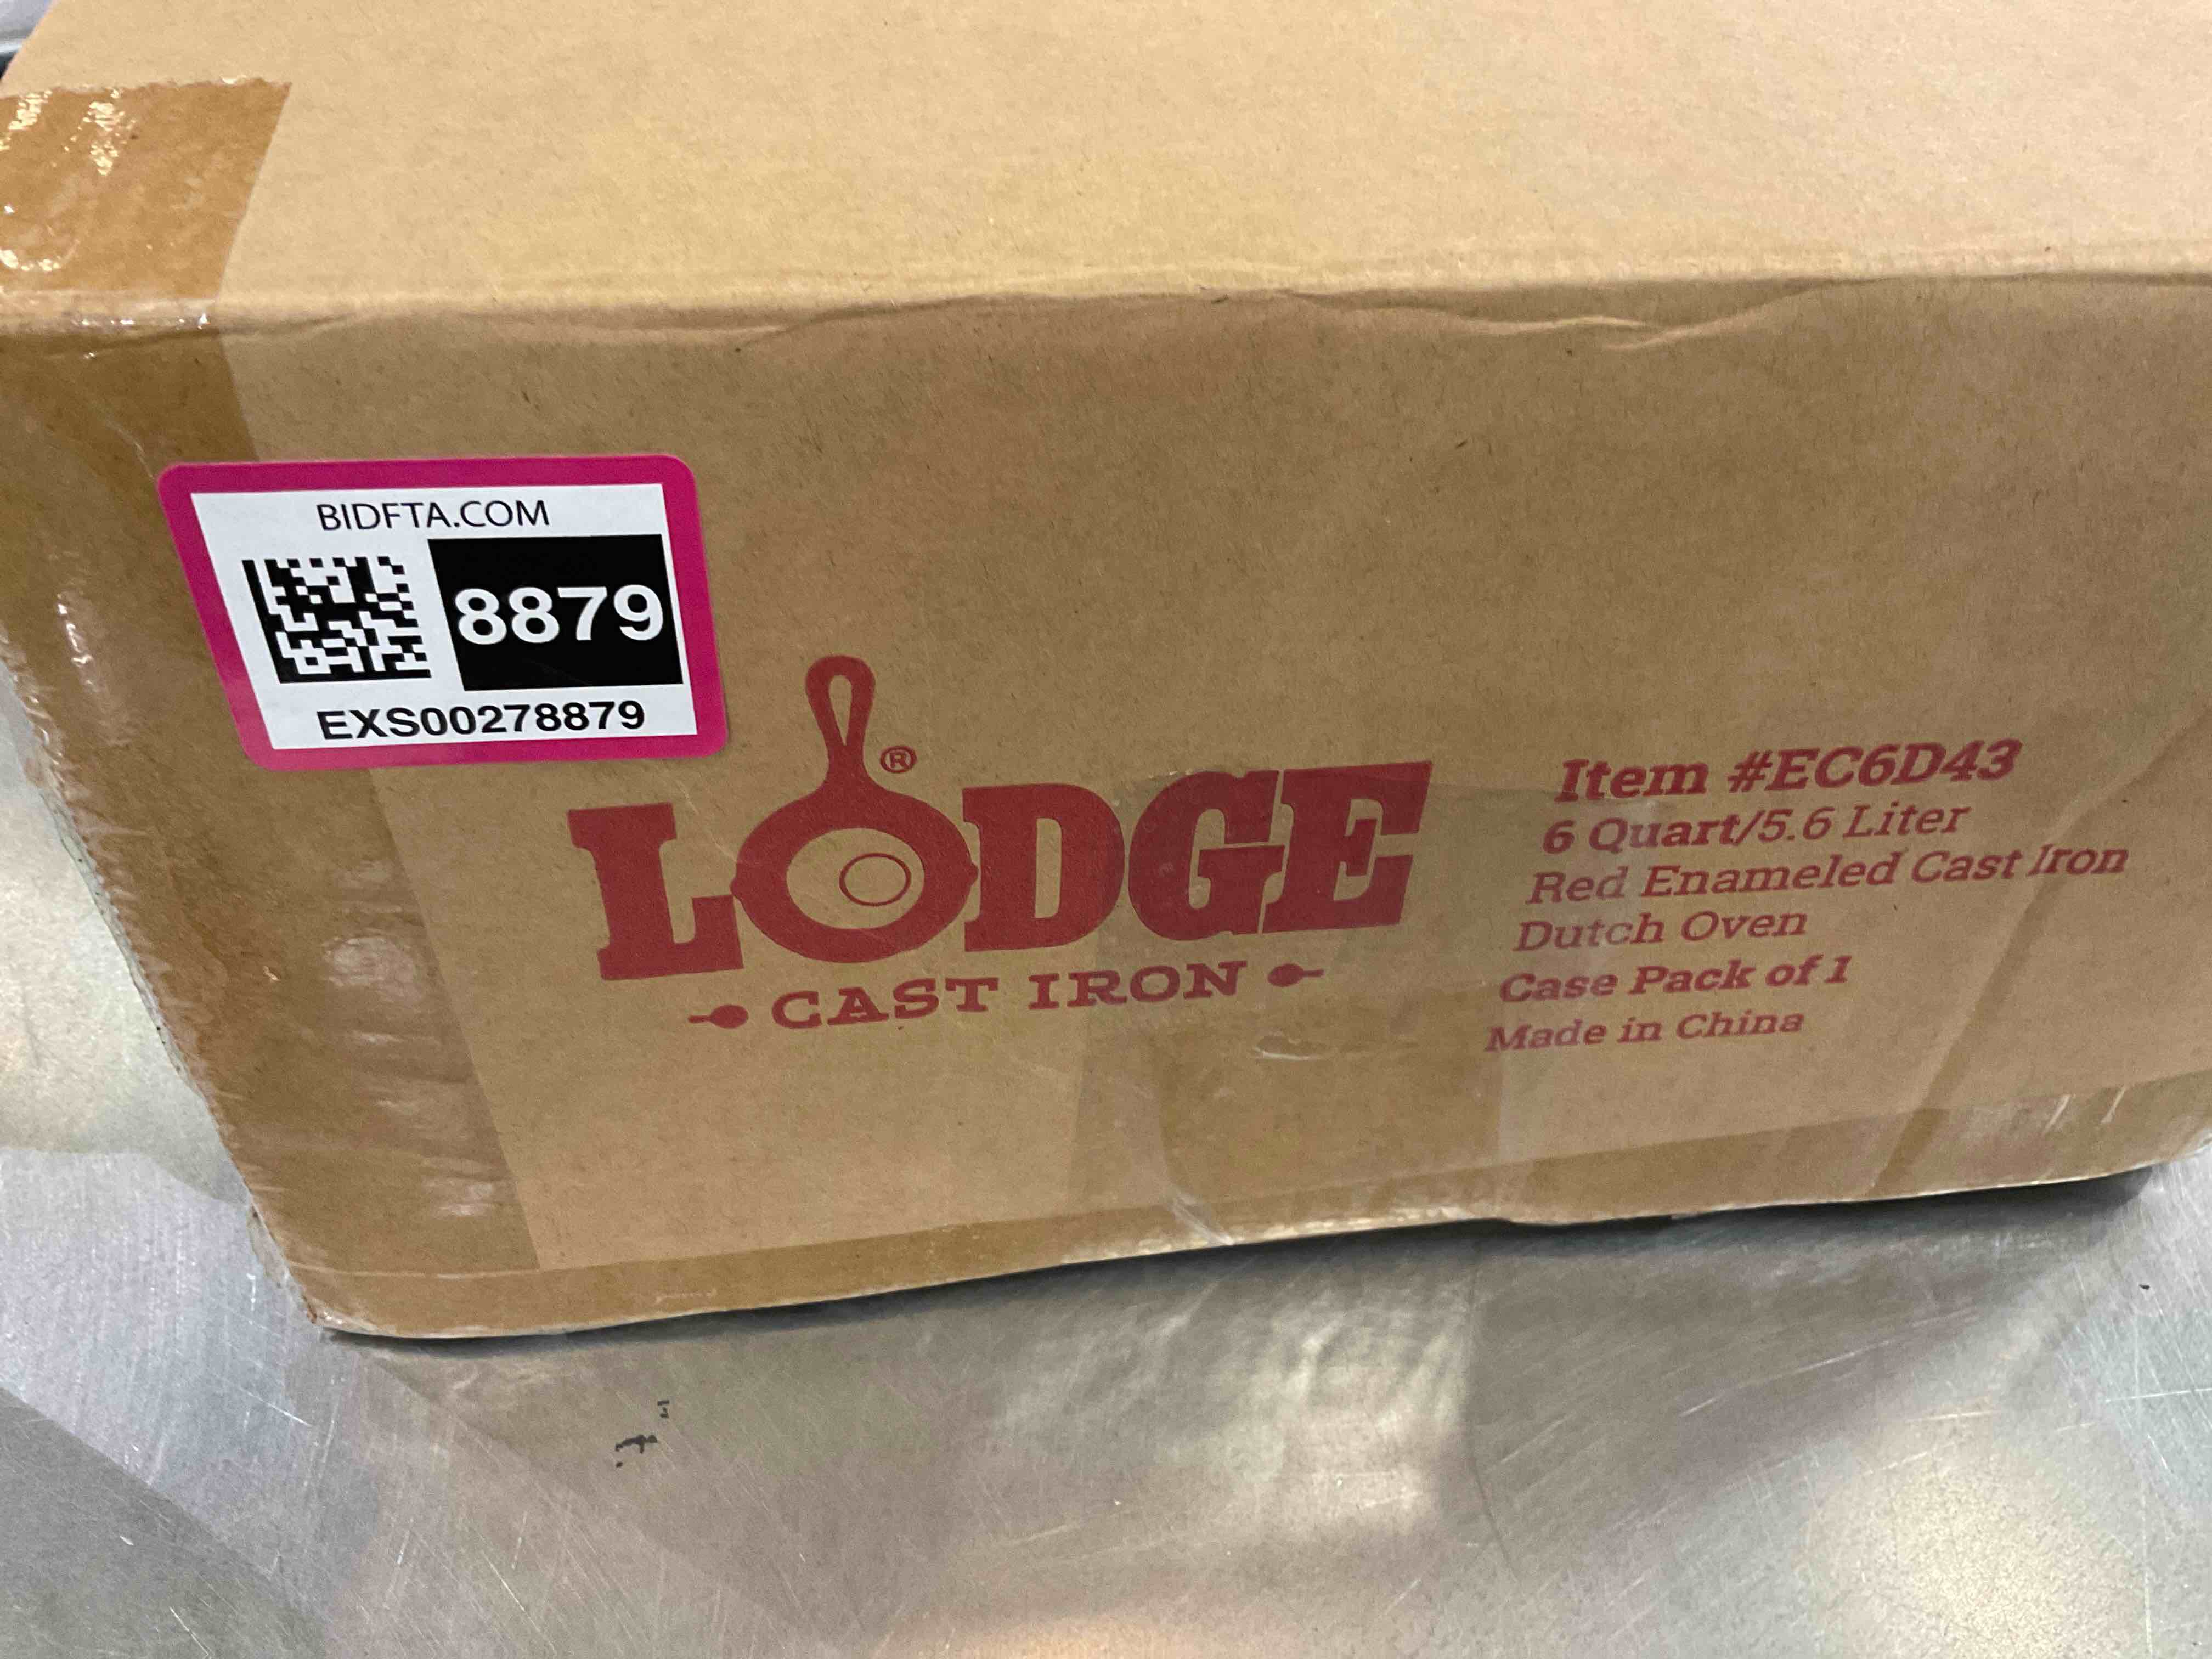 BIDFTA.COM
8879
EXS00278879
LODGE®
CAST IRON
Item #EC6D43
6 Quart/5.6 Liter
Red Enameled Cast Iron
Dutch Oven
Case Pack of 1
Made in China